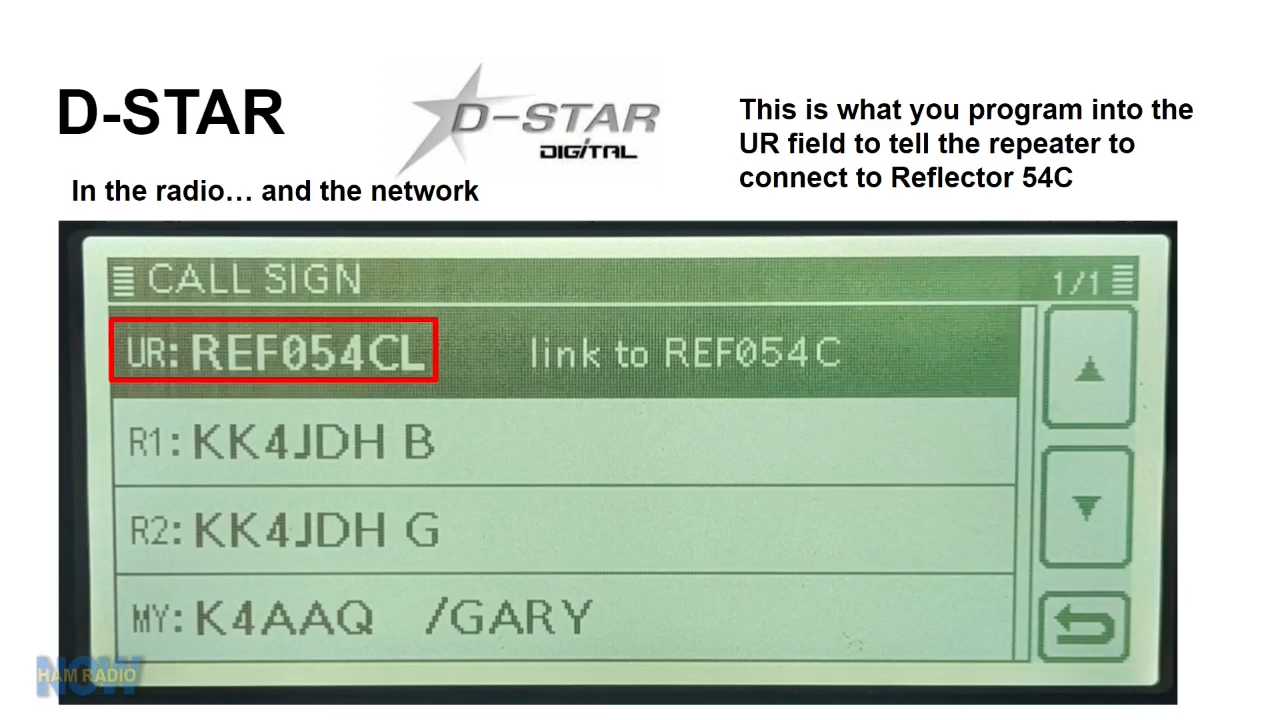 D-STAR
D-STAR
DIGITAL
In the radio… and the network
This is what you program into the
UR field to tell the repeater to
connect to Reflector 54C
CALL SIGN 1/1
UR: REF054CL link to REF054C
R1: KK4JDH B
R2: KK4JDH G
MY: K4AAQ /GARY
NOW
HAM RADIO